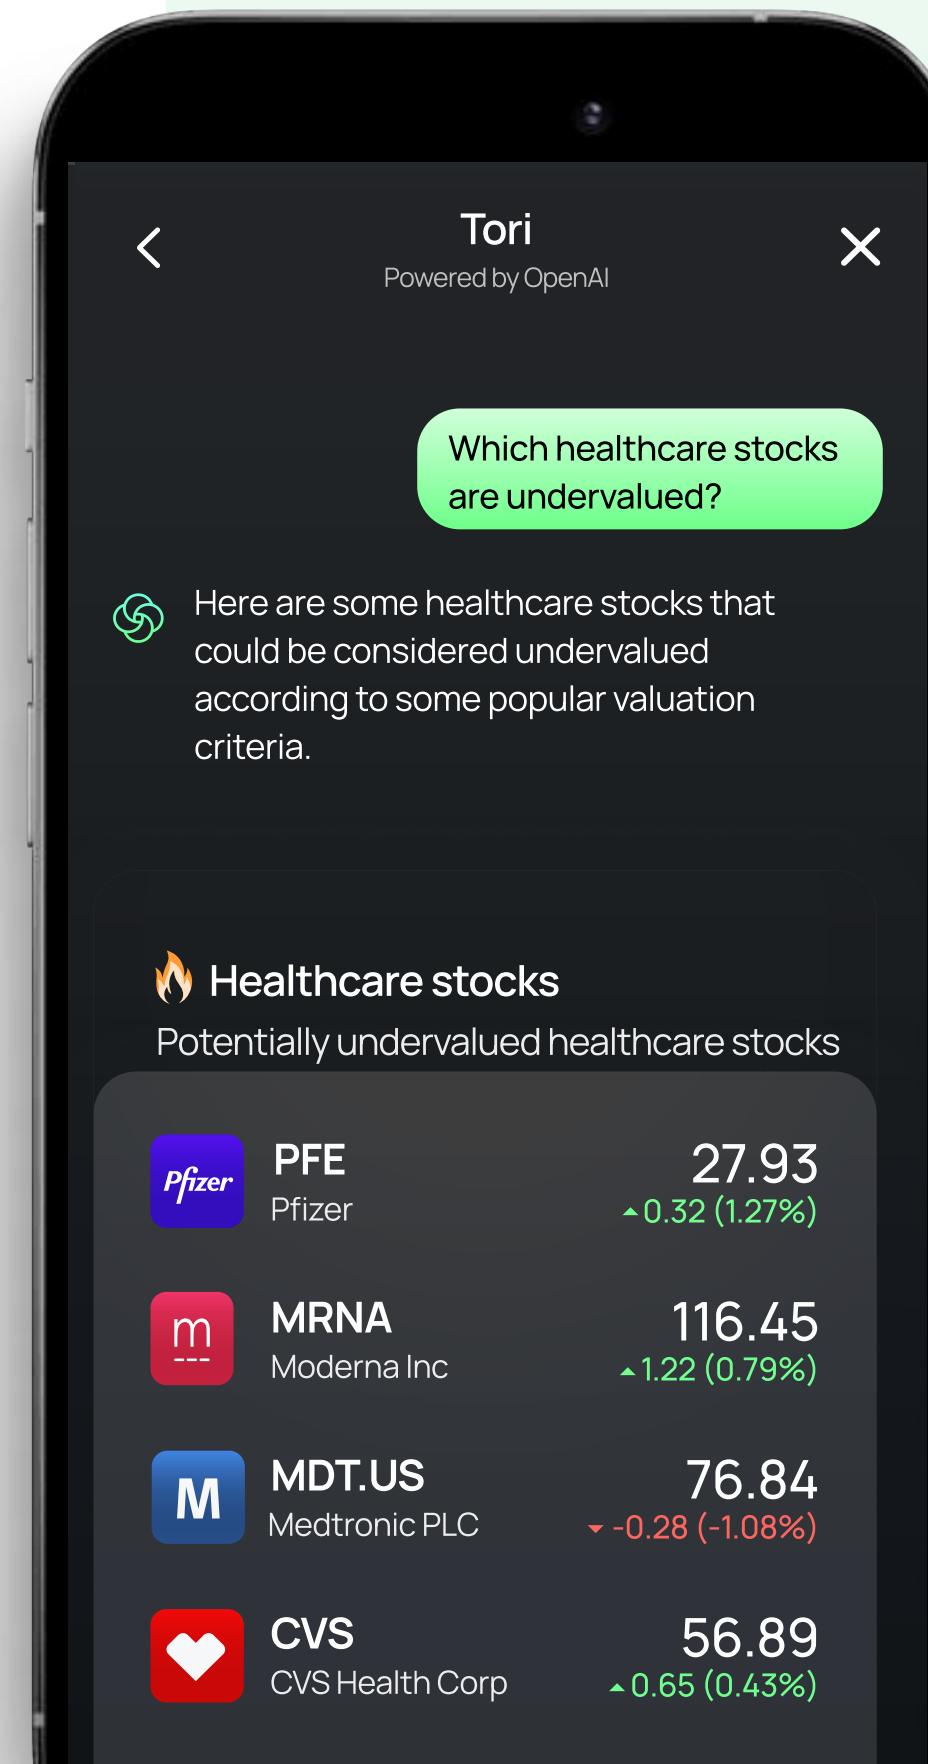 Tori
Powered by OpenAI
Which healthcare stocks
are undervalued?
Here are some healthcare stocks that
could be considered undervalued
according to some popular valuation
criteria.
Healthcare stocks
Potentially undervalued healthcare stocks
Pfizer
PFE
27.93
Pfizer
0.32 (1.27%)
m
MRNA
116.45
Moderna Inc
1.22 (0.79%)
M
MDT.US
76.84
Medtronic PLC
-0.28 (-1.08%)
CVS
56.89
CVS Health Corp
0.65 (0.43%)